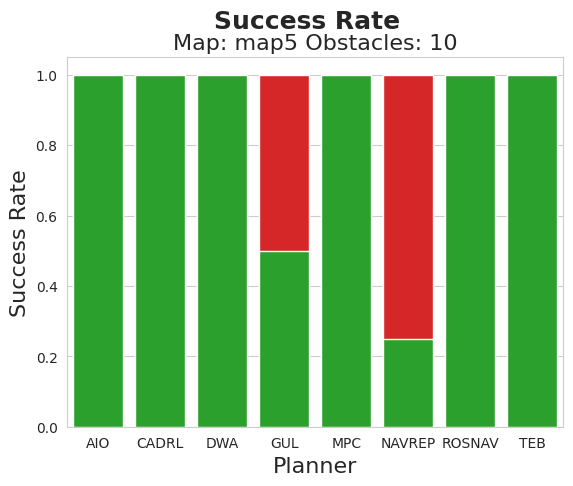 Success Rate
Map: map5 Obstacles: 10
Success Rate
1.0
0.8
0.6
0.4
0.2
0.0
AIO CADRL DWA GUL MPC NAVREP ROSNAV TEB
Planner